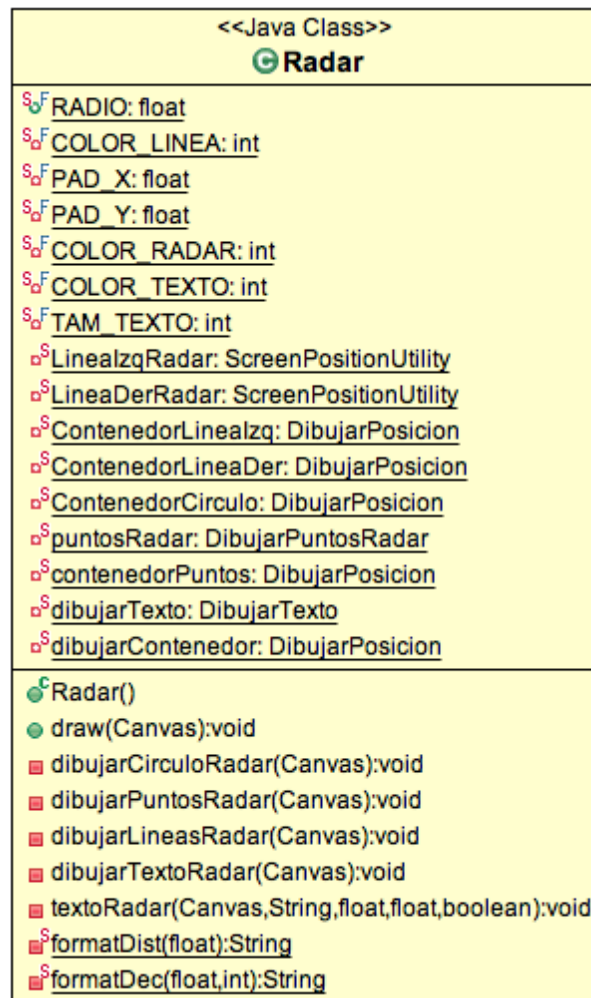 <<Java Class>>
C Radar
S F RADIO: float
S F COLOR_LINEA: int
S F PAD_X: float
S F PAD_Y: float
S F COLOR_RADAR: int
S F COLOR_TEXTO: int
S F TAM_TEXTO: int
S LineaIzqRadar: ScreenPositionUtility
S LineaDerRadar: ScreenPositionUtility
S ContenedorLineaIzq: DibujarPosicion
S ContenedorLineaDer: DibujarPosicion
S ContenedorCirculo: DibujarPosicion
S puntosRadar: DibujarPuntosRadar
S contenedorPuntos: DibujarPosicion
S dibujarTexto: DibujarTexto
S dibujarContenedor: DibujarPosicion
C Radar()
draw(Canvas):void
dibujarCirculoRadar(Canvas):void
dibujarPuntosRadar(Canvas):void
dibujarLineasRadar(Canvas):void
dibujarTextoRadar(Canvas):void
textoRadar(Canvas,String,float,float,boolean):void
S formatDist(float):String
S formatDec(float,int):String